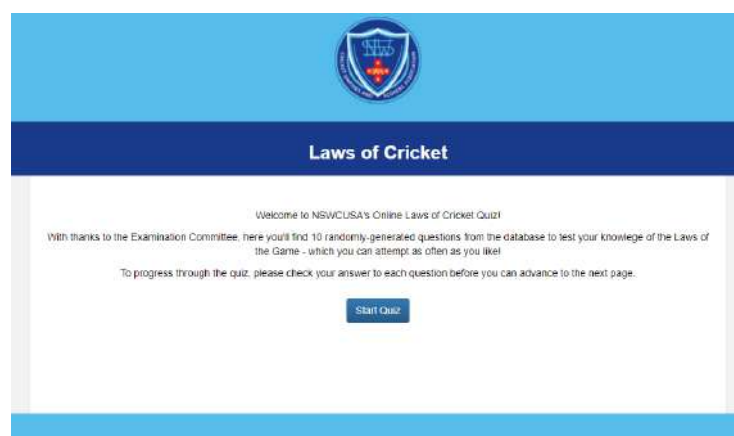 NSW
Laws of Cricket
Welcome to NSWCUSA's Online Laws of Cricket Quiz!
With thanks to the Examination Committee, here you'll find 10 randomly-generated questions from the database to test your knowlege of the Laws of
the Game - which you can attempt as often as you like!
To progress through the quiz, please check your answer to each question before you can advance to the next page.
Start Quiz